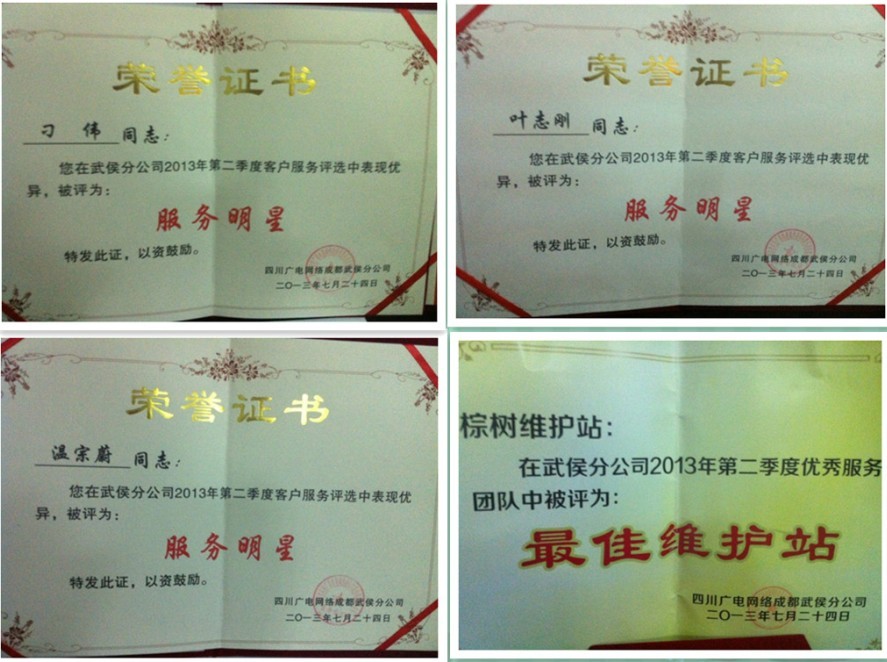 荣誉证书
刁 伟 同志：
您在武侯分公司2013年第二季度客户服务评选中表现优
异，被评为：
服务明星
特发此证，以资鼓励。
四川广电网络成都武侯分公司
二〇一三年七月二十四日
荣誉证书
叶志刚 同志：
您在武侯分公司2013年第二季度客户服务评选中表现优
异，被评为：
服务明星
特发此证，以资鼓励。
四川广电网络成都武侯分公司
二〇一三年七月二十四日
荣誉证书
温宗蔚 同志：
您在武侯分公司2013年第二季度客户服务评选中表现优
异，被评为：
服务明星
特发此证，以资鼓励。
四川广电网络成都武侯分公司
二〇一三年七月二十四日
棕树维护站：
在武侯分公司2013年第二季度优秀服务
团队中被评为：
最佳维护站
四川广电网络成都武侯分公司
二〇一三年七月二十四日